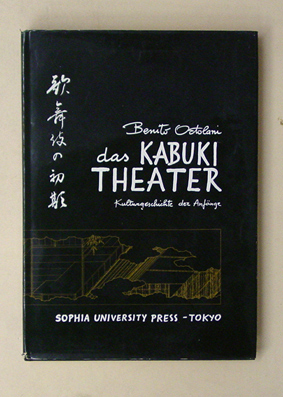 歌舞伎の初期
Benito Ortolani
das KABUKI
THEATER
Kulturgeschichte der Anfänge
SOPHIA UNIVERSITY PRESS - TOKYO